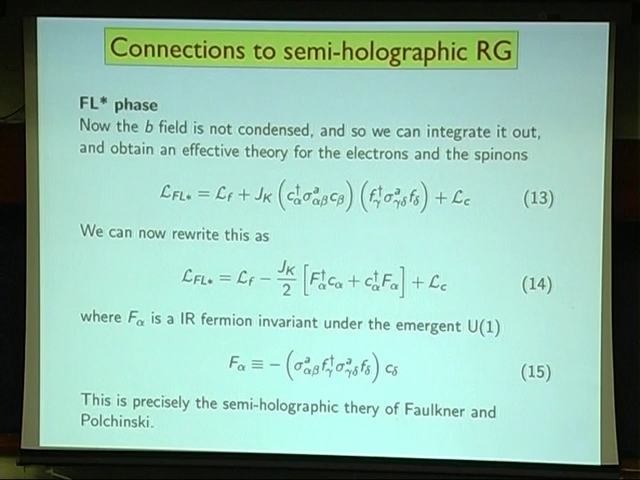 Connections to semi-holographic RG
FL* phase
Now the b field is not condensed, and so we can integrate it out,
and obtain an effective theory for the electrons and the spinons
ℒ_FL* = ℒ_f + J_K (c†_α σ^a_αβ c_β) (f†_γ σ^a_γδ f_δ) + ℒ_c (13)
We can now rewrite this as
ℒ_FL* = ℒ_f − J_K/2 [F†_α c_α + c†_α F_α] + ℒ_c (14)
where F_α is a IR fermion invariant under the emergent U(1)
F_α ≡ − (σ^a_αβ f†_γ σ^a_γδ f_δ) c_δ (15)
This is precisely the semi-holographic thery of Faulkner and
Polchinski.